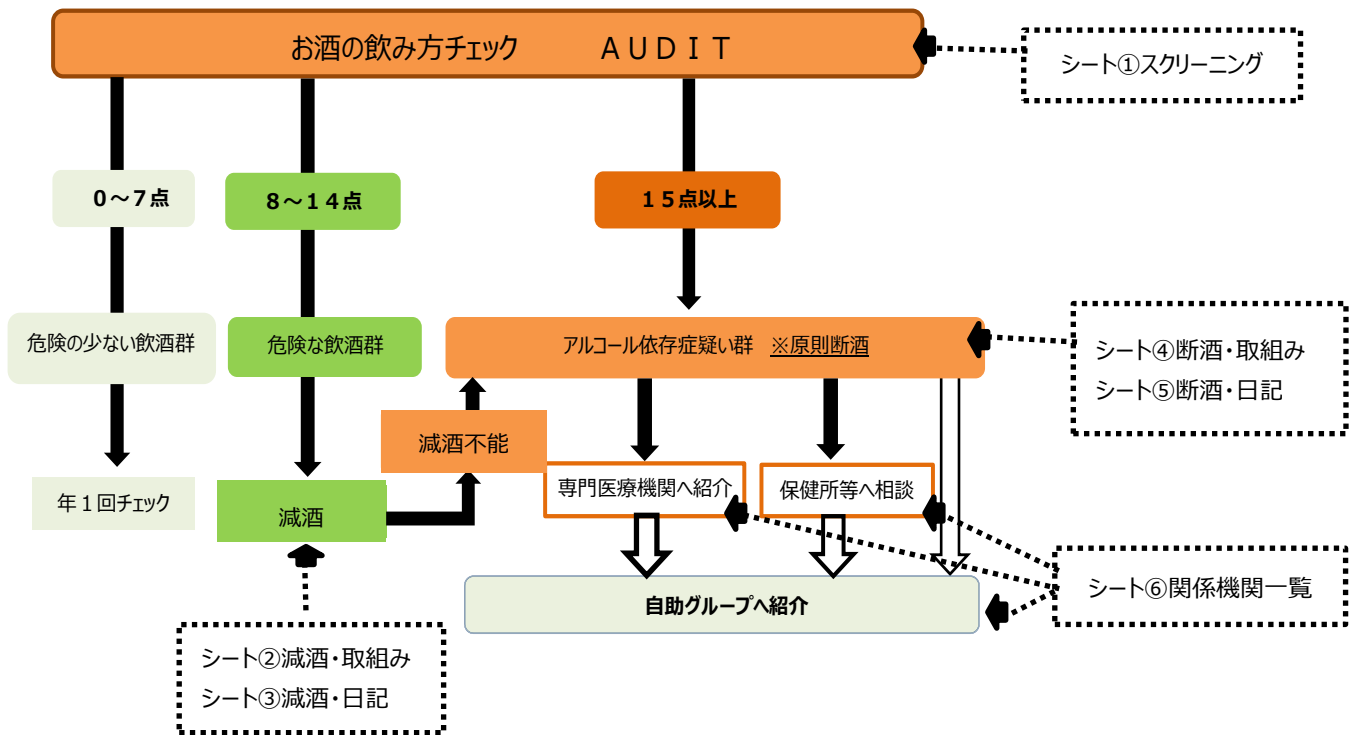 お酒の飲み方チェック　　　ＡＵＤＩＴ
シート①スクリーニング
０～７点
８～１４点
１５点以上
危険の少ない飲酒群
危険な飲酒群
アルコール依存症疑い群　※原則断酒
シート④断酒・取組み
シート⑤断酒・日記
減酒不能
年１回チェック
減酒
専門医療機関へ紹介
保健所等へ相談
シート⑥関係機関一覧
自助グループへ紹介
シート②減酒・取組み
シート③減酒・日記